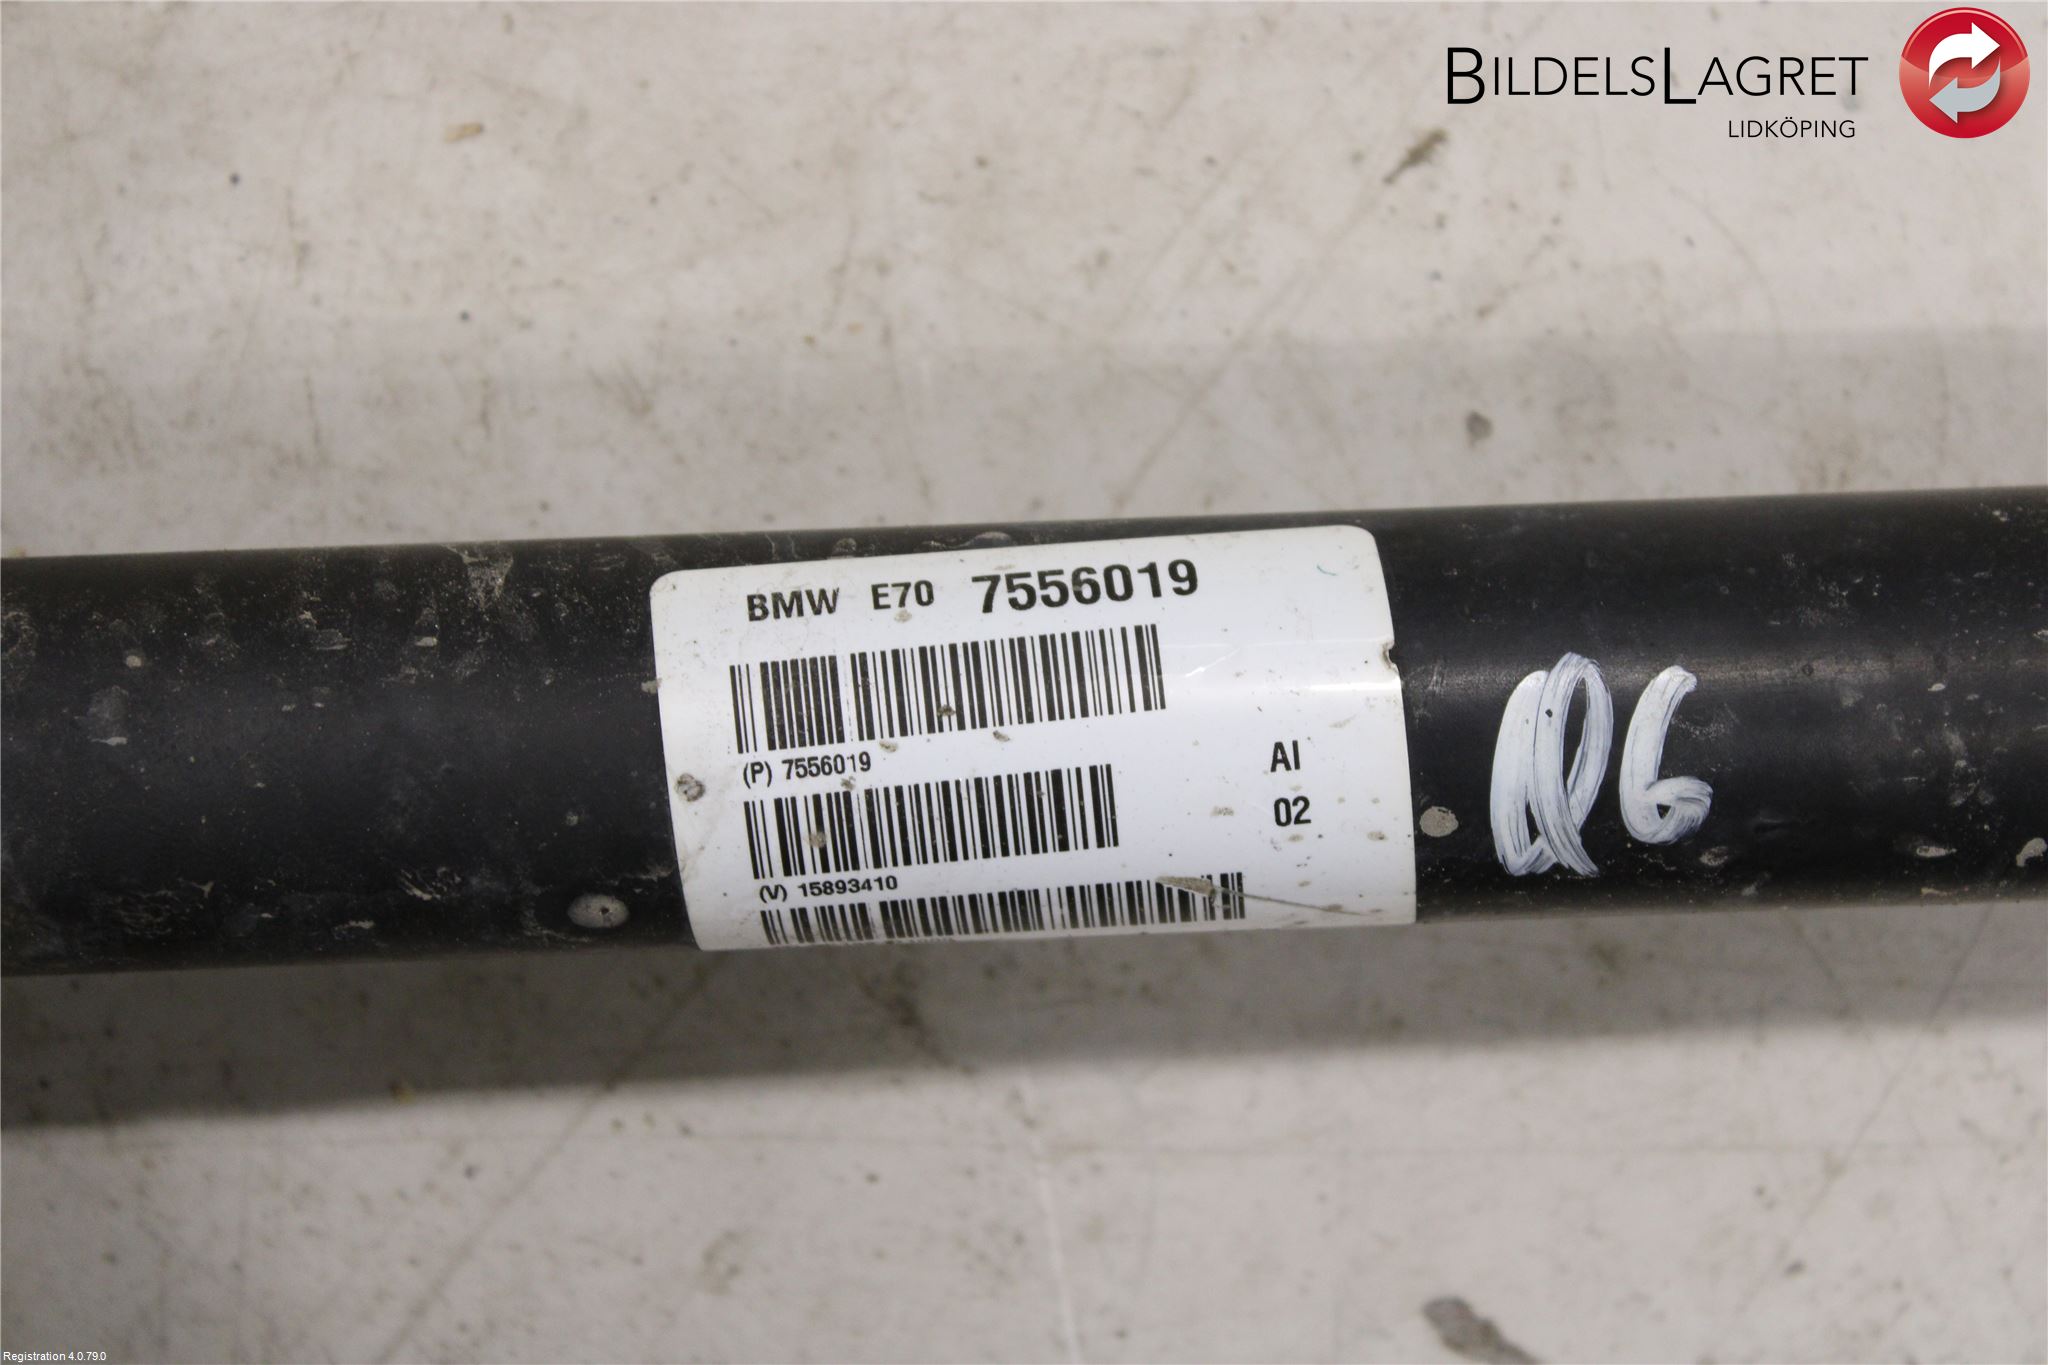 BILDELSLAGRET
LIDKÖPING
BMW E70 7556019
(P) 7556019
AI
02
(V) 15893410
Registration 4.0.79.0